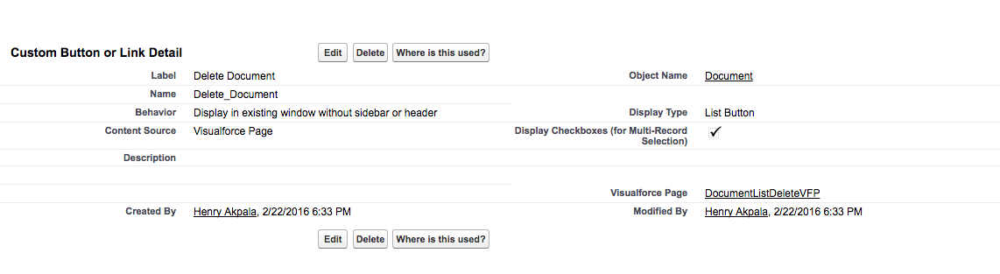 Custom Button or Link Detail
Edit Delete Where is this used?
Label Delete Document Object Name Document
Name Delete_Document
Behavior Display in existing window without sidebar or header Display Type List Button
Content Source Visualforce Page Display Checkboxes (for Multi-Record
Selection)
Description
Visualforce Page DocumentListDeleteVFP
Created By Henry Akpala, 2/22/2016 6:33 PM Modified By Henry Akpala, 2/22/2016 6:33 PM
Edit Delete Where is this used?